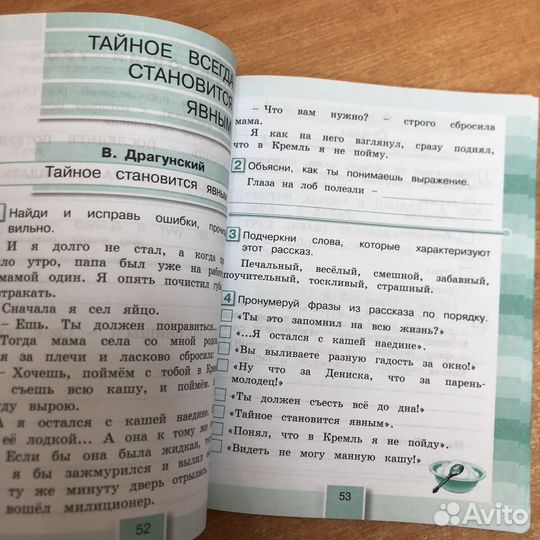 ТАЙНОЕ ВСЕГДА
СТАНОВИТСЯ
ЯВНЫМ
В. Драгунский
Тайное становится явным
Найди и исправь ошибки,
вильно.
И я долго не стал, а когда
ло утро, папа был уже на
мамой один. Я опять почистил
тракать.
Сначала я сел яйцо.
– Ешь. Ты должен поправиться...
Тогда мама села со мной
за плечи и ласково сбросила:
– Хочешь, поймём с тобой в
съешь всю кашу, и поймём.
уду вырою.
А я остался с кашей наедине.
её лодкой... А она к тому же
Если бы она была жидкая,
я бы зажмурился и вылил
ту же минуту дверь отрылась
вошёл милиционер.
52
– Что вам нужно? – строго сбросила
мама.
Я как на него взглянул, сразу поднял,
что в Кремль я не пойму.
2 Объясни, как ты понимаешь выражение.
Глаза на лоб полезли –
3 Подчеркни слова, которые характеризуют
этот рассказ.
Печальный, весёлый, смешной, забавный,
поучительный, тоскливый, страшный.
4 Пронумеруй фразы из рассказа по порядку.
«Ты это запомнил на всю жизнь?»
«...Я остался с кашей наедине».
«Вы выливаете разную гадость за окно!»
«Ну что за Дениска, что за парень-
молодец!»
«Ты должен съесть всё до дна!»
«Тайное становится явным».
«Понял, что в Кремль я не пойду».
«Видеть не могу манную кашу!»
53
Avito